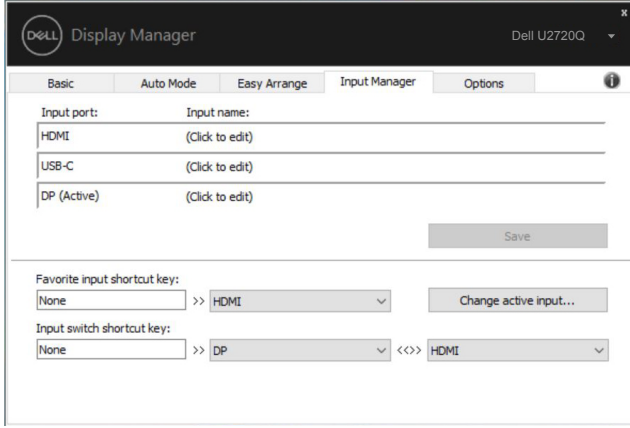 x
DELL Display Manager Dell U2720Q
Basic Auto Mode Easy Arrange Input Manager Options i
Input port: Input name:
HDMI (Click to edit)
USB-C (Click to edit)
DP (Active) (Click to edit)
Save
Favorite input shortcut key:
None >> HDMI Change active input...
Input switch shortcut key:
None >> DP <<>> HDMI